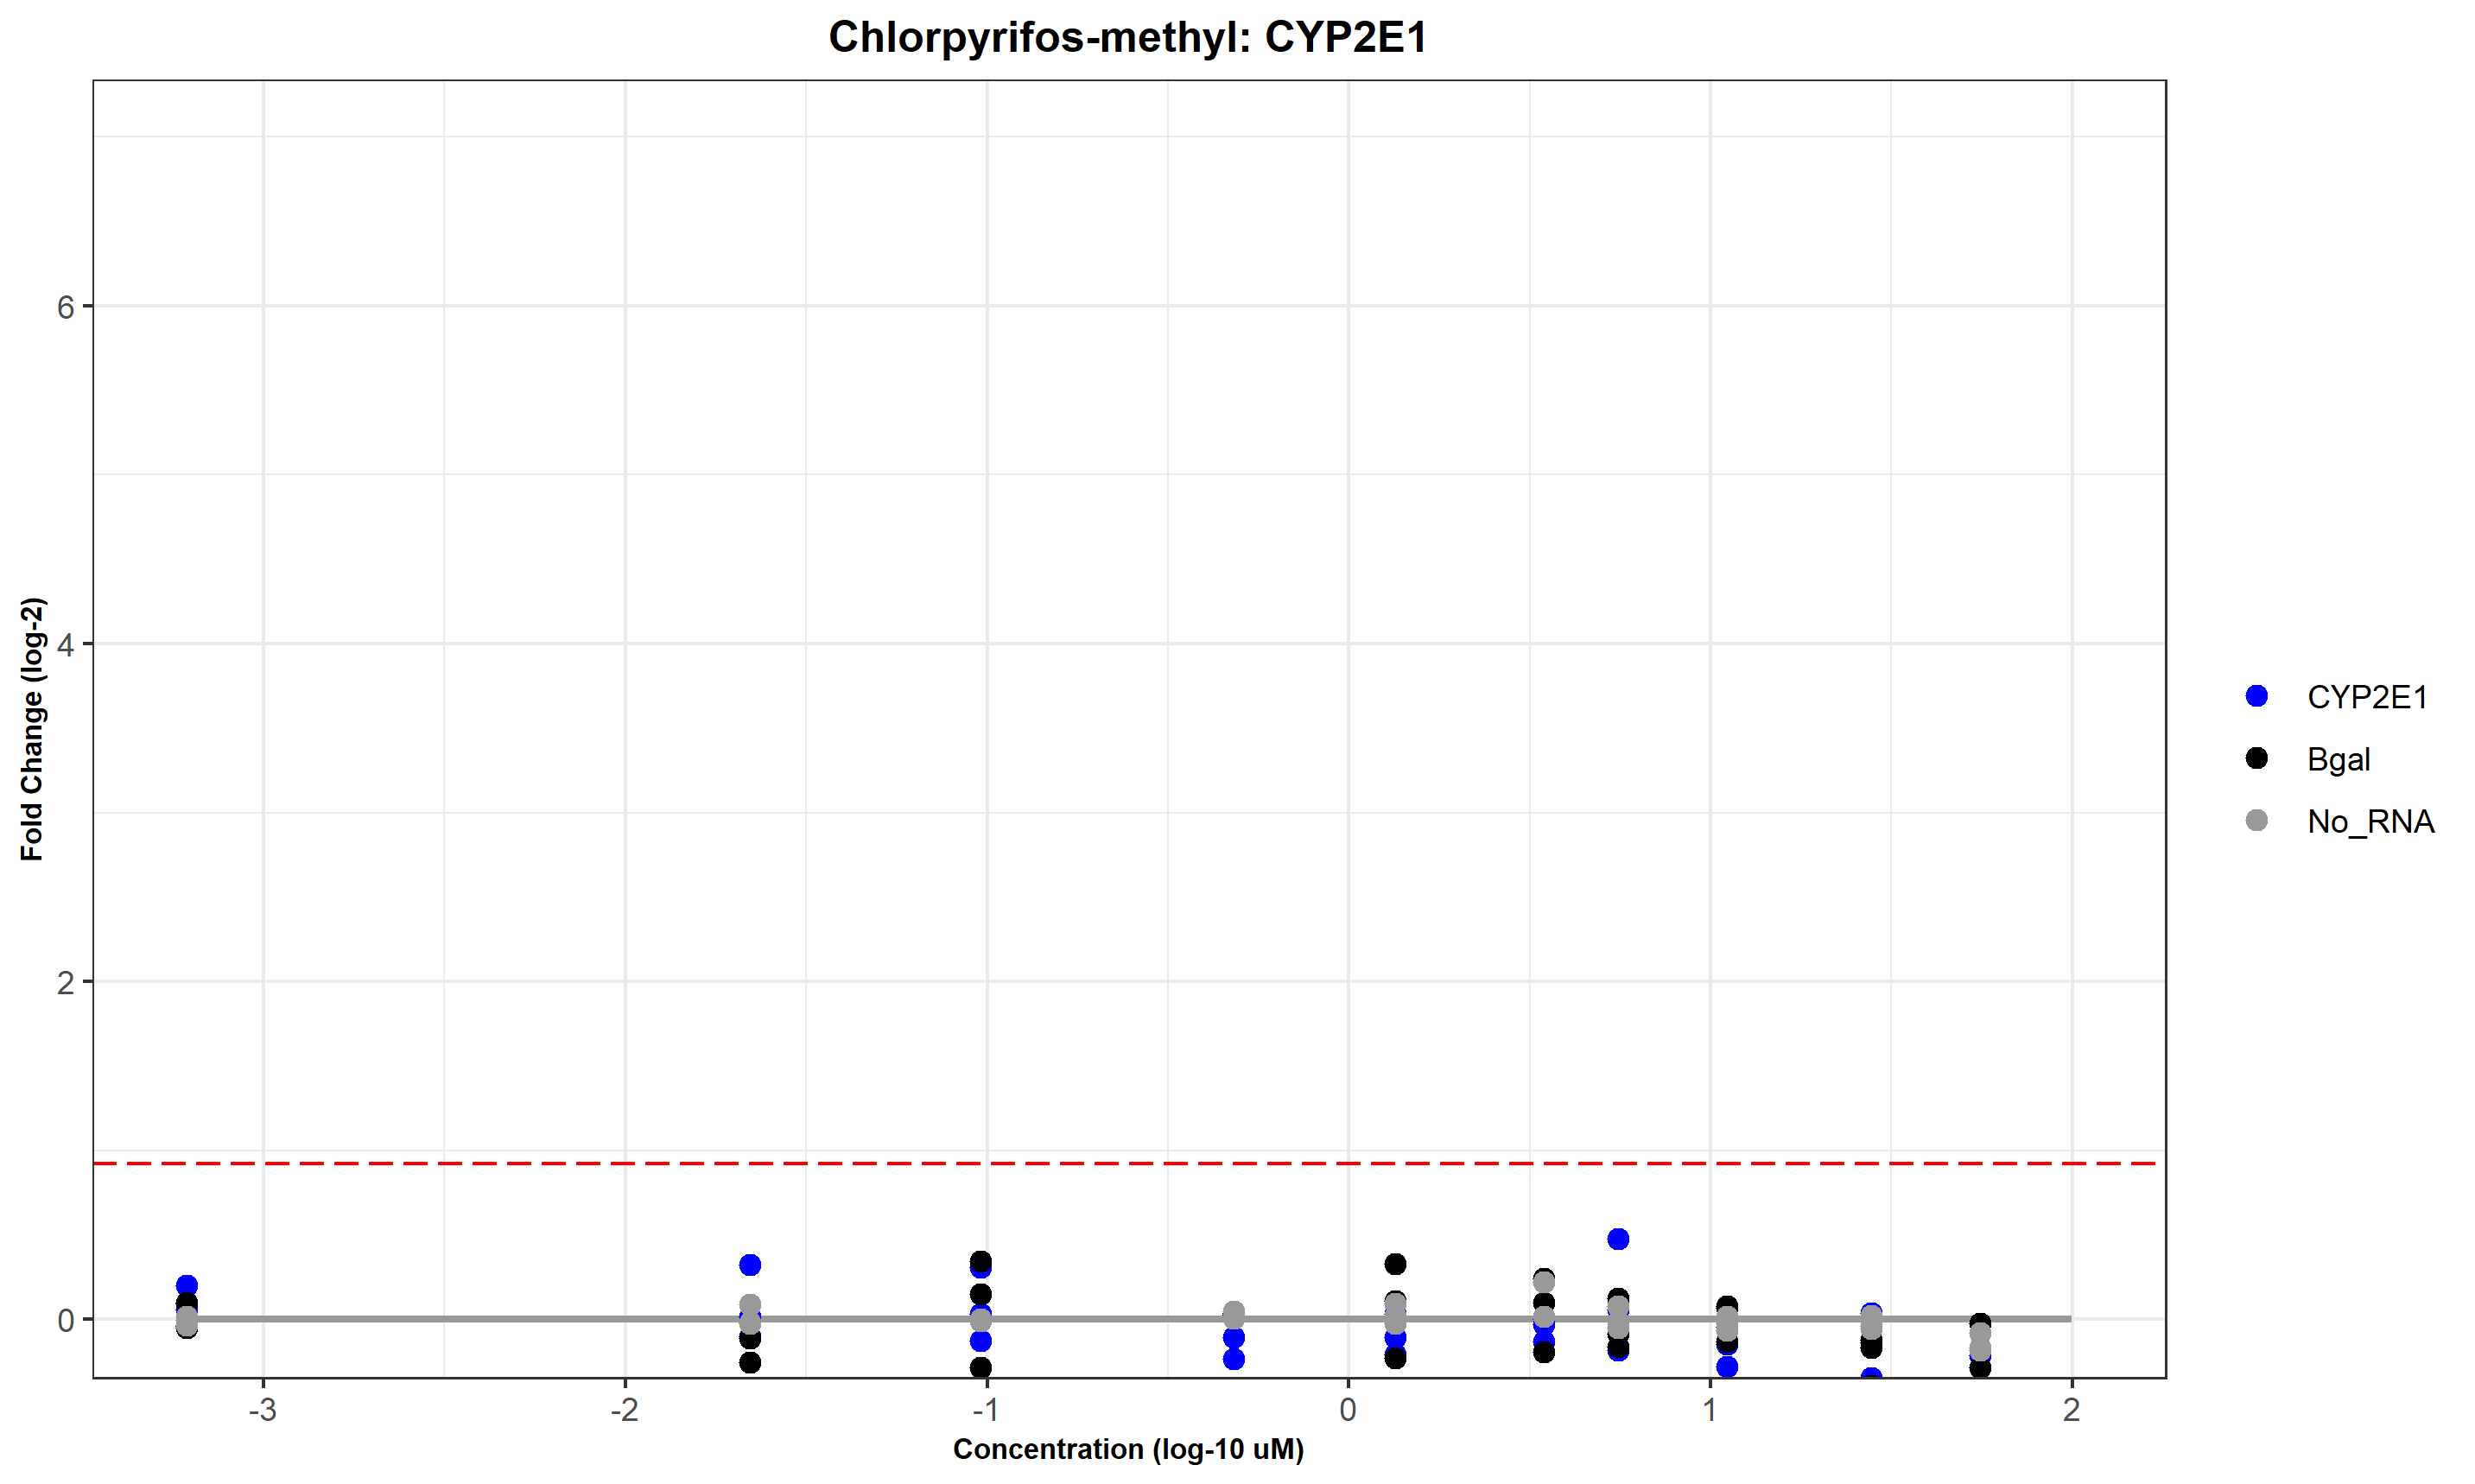 Chlorpyrifos-methyl: CYP2E1
Fold Change (log-2)
6
4
2
0
-3
-2
-1
0
1
2
Concentration (log-10 uM)
CYP2E1
Bgal
No_RNA